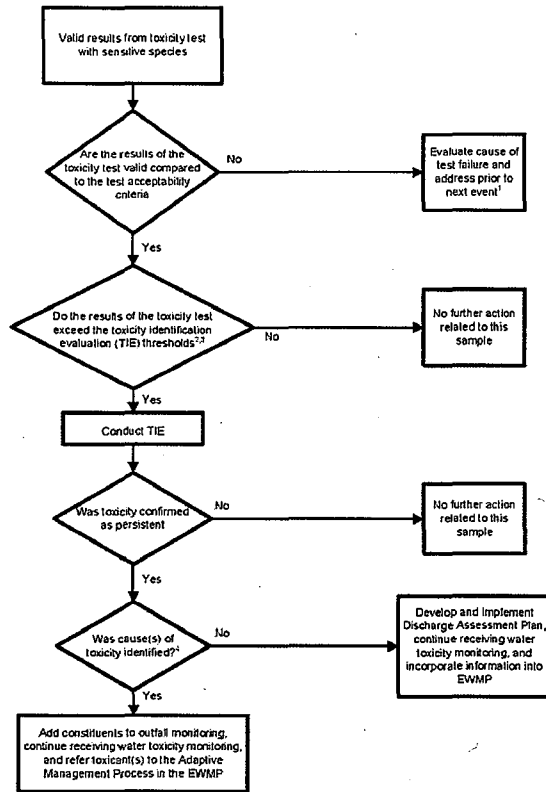 Valid results from toxicity test
with sensitive species
Are the results of the
toxicity test valid compared
to the test acceptability
criteria
No
Evaluate cause of
test failure and
address prior to
next event¹
Yes
Do the results of the toxicity test
exceed the toxicity identification
evaluation (TIE) thresholds²,³
No
No further action
related to this
sample
Yes
Conduct TIE
Was toxicity confirmed
as persistent
No
No further action
related to this
sample
Yes
Was cause(s) of
toxicity identified?⁴
No
Develop and Implement
Discharge Assessment Plan,
continue receiving water
toxicity monitoring, and
incorporate information into
EWMP
Yes
Add constituents to outfall monitoring,
continue receiving water toxicity monitoring,
and refer toxicant(s) to the Adaptive
Management Process in the EWMP